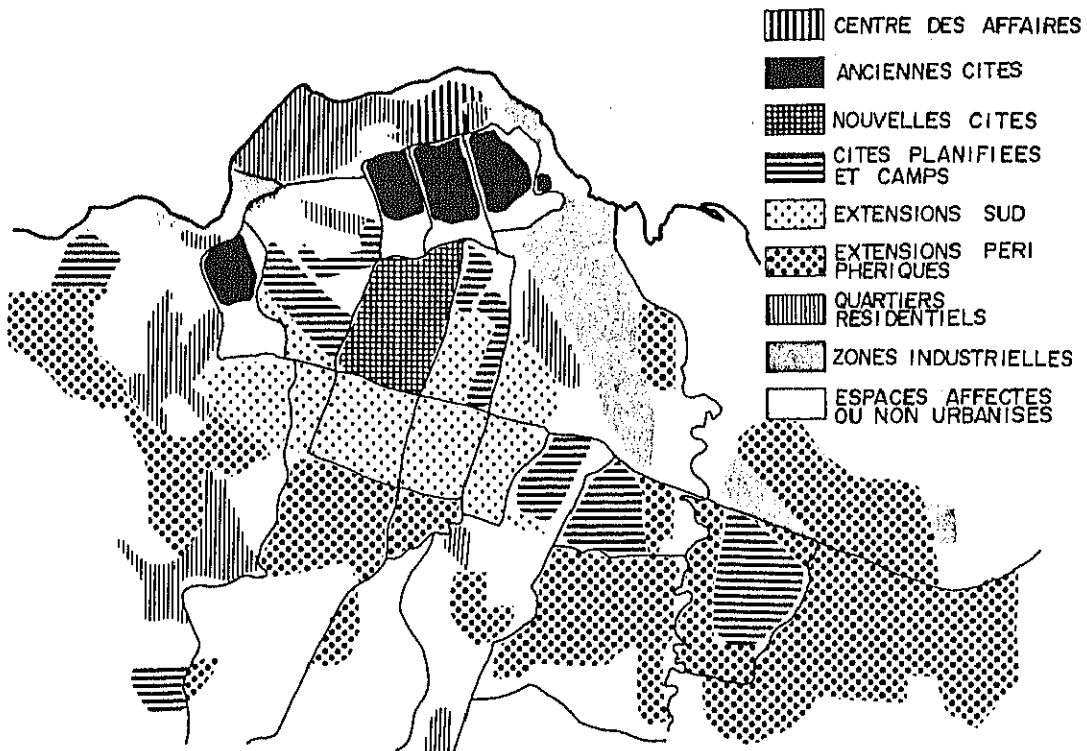 CENTRE DES AFFAIRES
ANCIENNES CITES
NOUVELLES CITES
CITES PLANIFIEES
ET CAMPS
EXTENSIONS SUD
EXTENSIONS PERI
PHERIQUES
QUARTIERS
RESIDENTIELS
ZONES INDUSTRIELLES
ESPACES AFFECTES
OU NON URBANISES